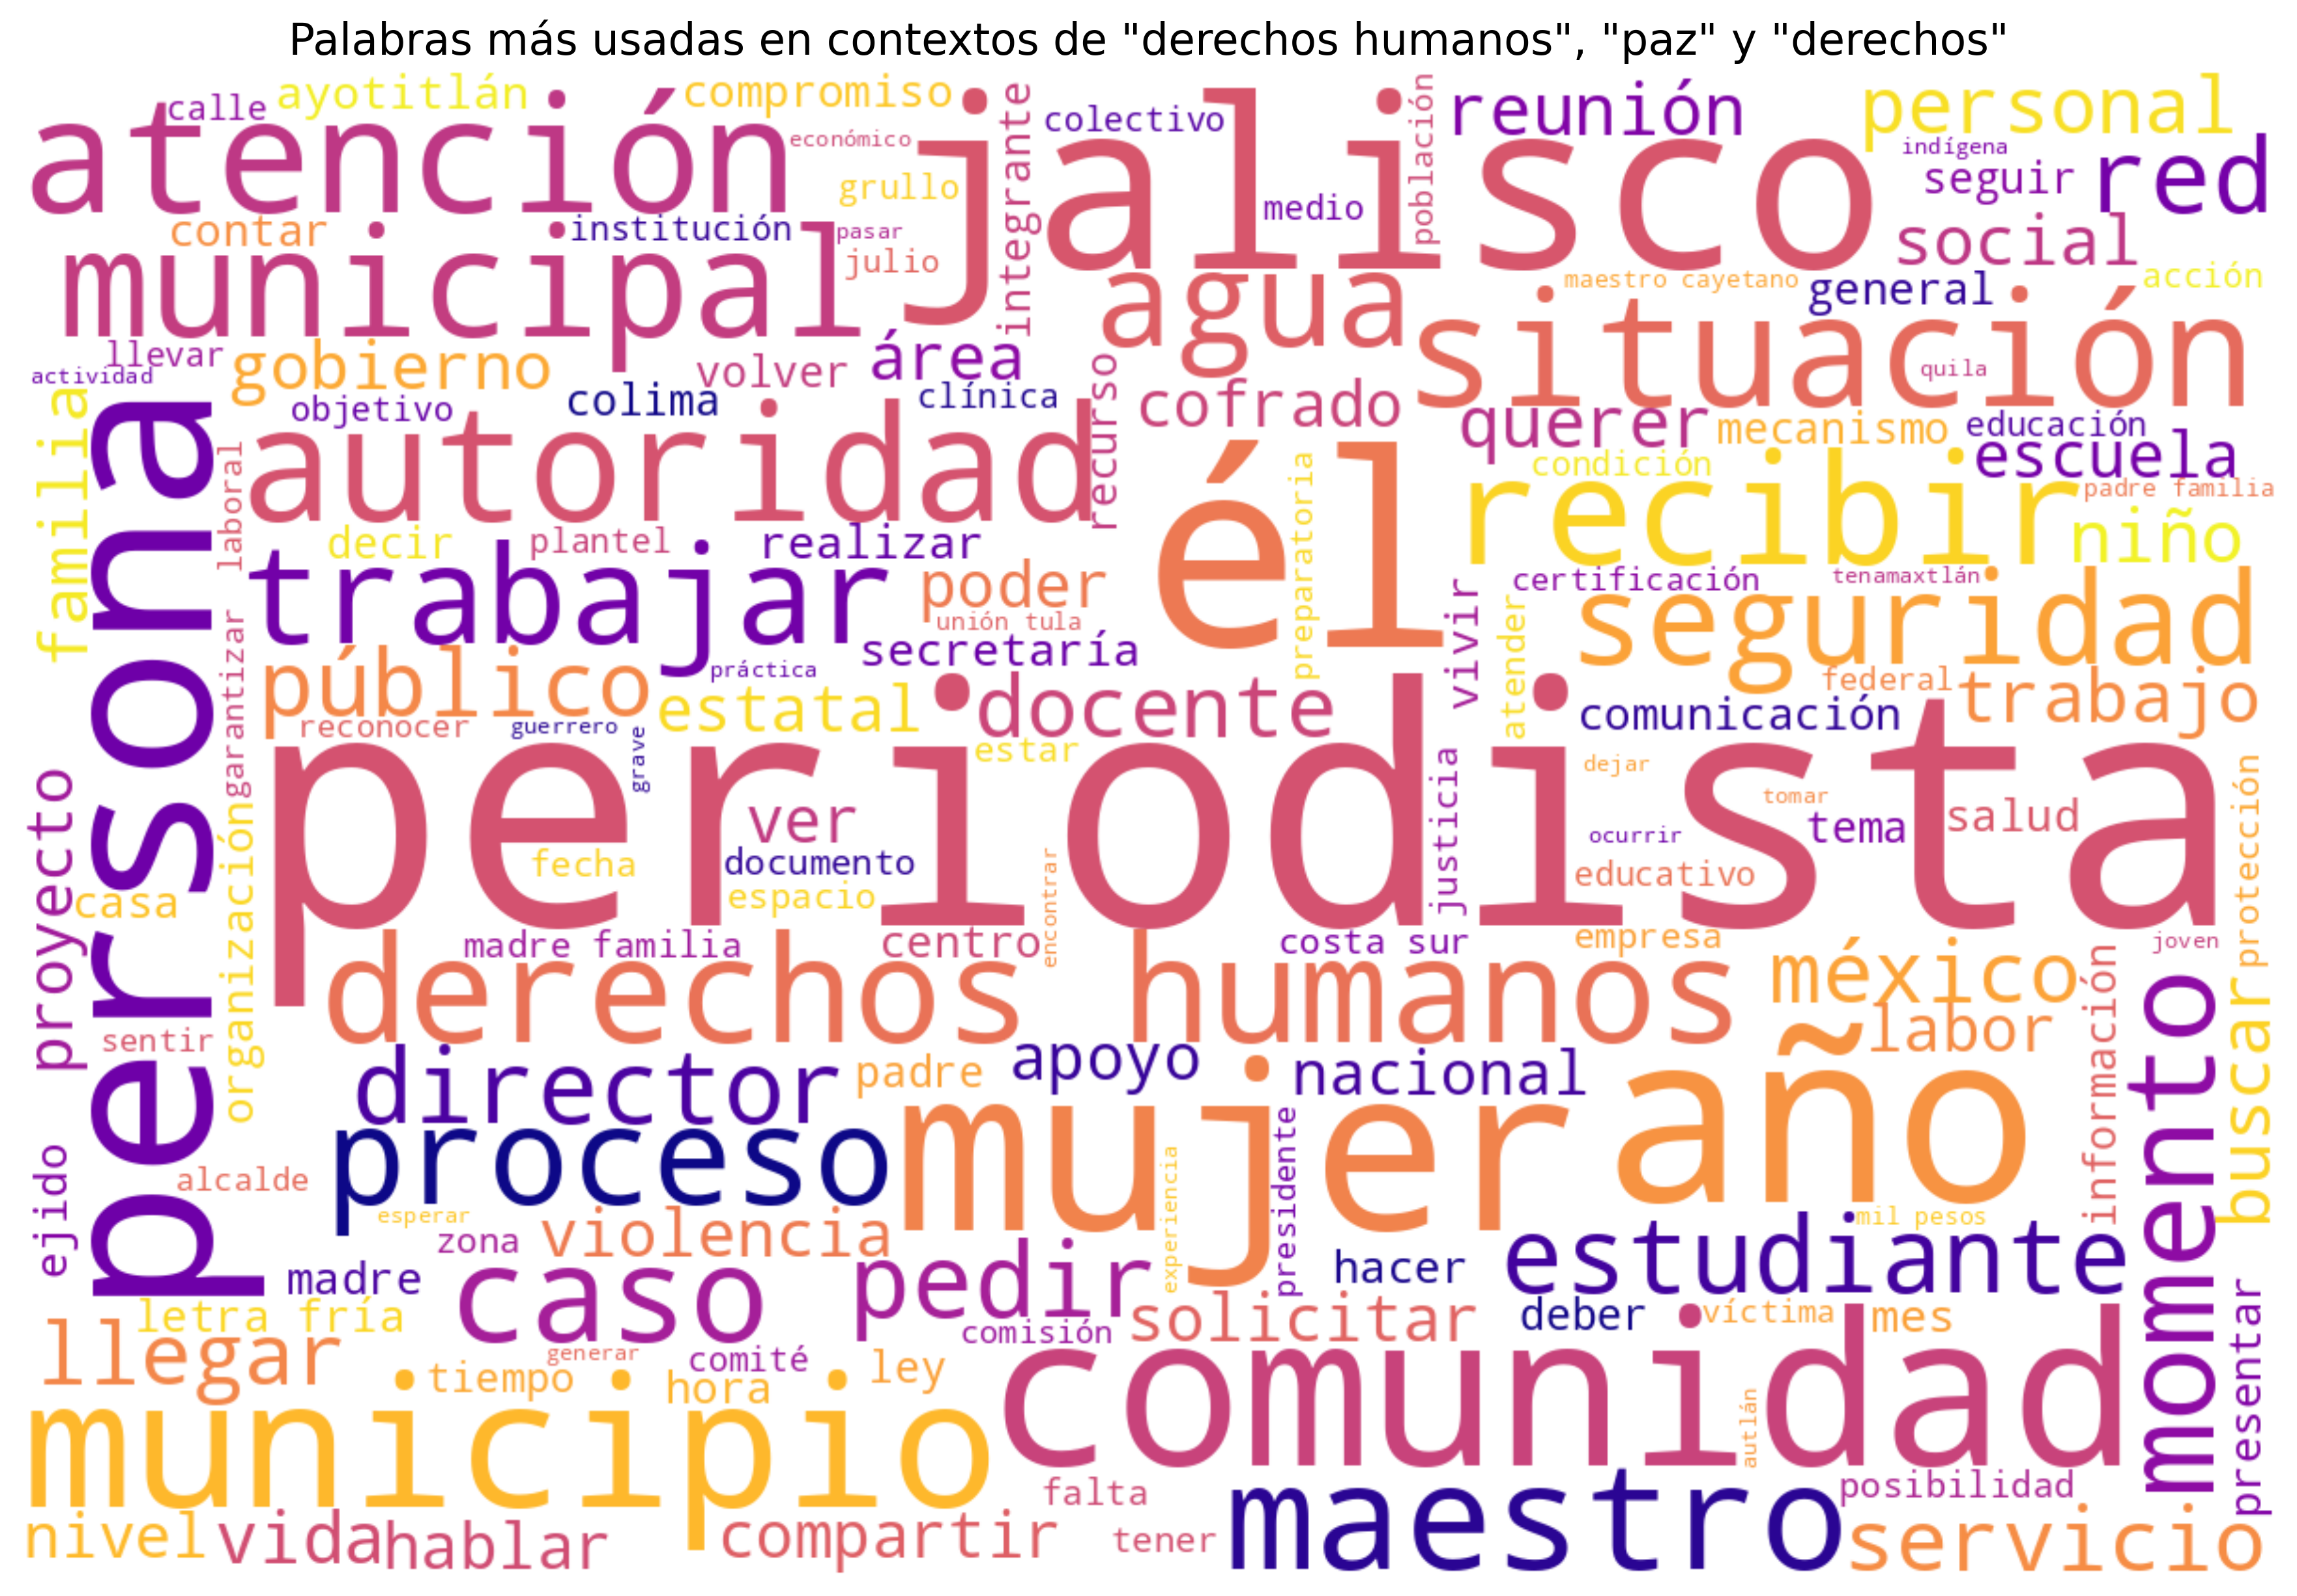 Palabras más usadas en contextos de "derechos humanos", "paz" y "derechos"
calle
ayotitlán
compromiso
atención
económico
jalisco
integrante
colectivo
población
reunión
personal
indígena
seguir
red
grullo
medio
contar
institución
pasar
julio
municipal
social
agua
maestro cayetano
general
acción
situación
quila
llevar
actividad
gobierno
volver
área
objetivo
colima
clínica
recurso
cofrado
querer
mecanismo
educación
escuela
familia
persona
laboral
autoridad
él
preparatoria
condición
recibir
padre familia
niño
decir
plantel
realizar
trabajar
poder
unión tula
secretaría
práctica
vivir
certificación
tenamaxtlán
atender
seguridad
garantizar
público
reconocer
guerrero
grave
estatal
docente
estar
comunicación
federal
trabajo
periodista
ver
fecha
documento
espacio
encontrar
justicia
dejar
tomar
ocurrir
tema
salud
educativo
protección
proyecto
casa
organización
madre familia
centro
costa sur
empresa
joven
derechos humanos
méxico
labor
información
momento
buscar
sentir
director
padre
apoyo
nacional
año
proceso
mujer
experiencia
presidente
ejido
alcalde
esperar
zona
violencia
madre
caso
pedir
hacer
mil pesos
estudiante
letra fría
llegar
generar
comité
comisión
solicitar
deber
víctima
mes
presentar
tiempo
hora
ley
municipio
comunidad
autlán
nivel
vida
hablar
compartir
falta
tener
maestro
posibilidad
servicio